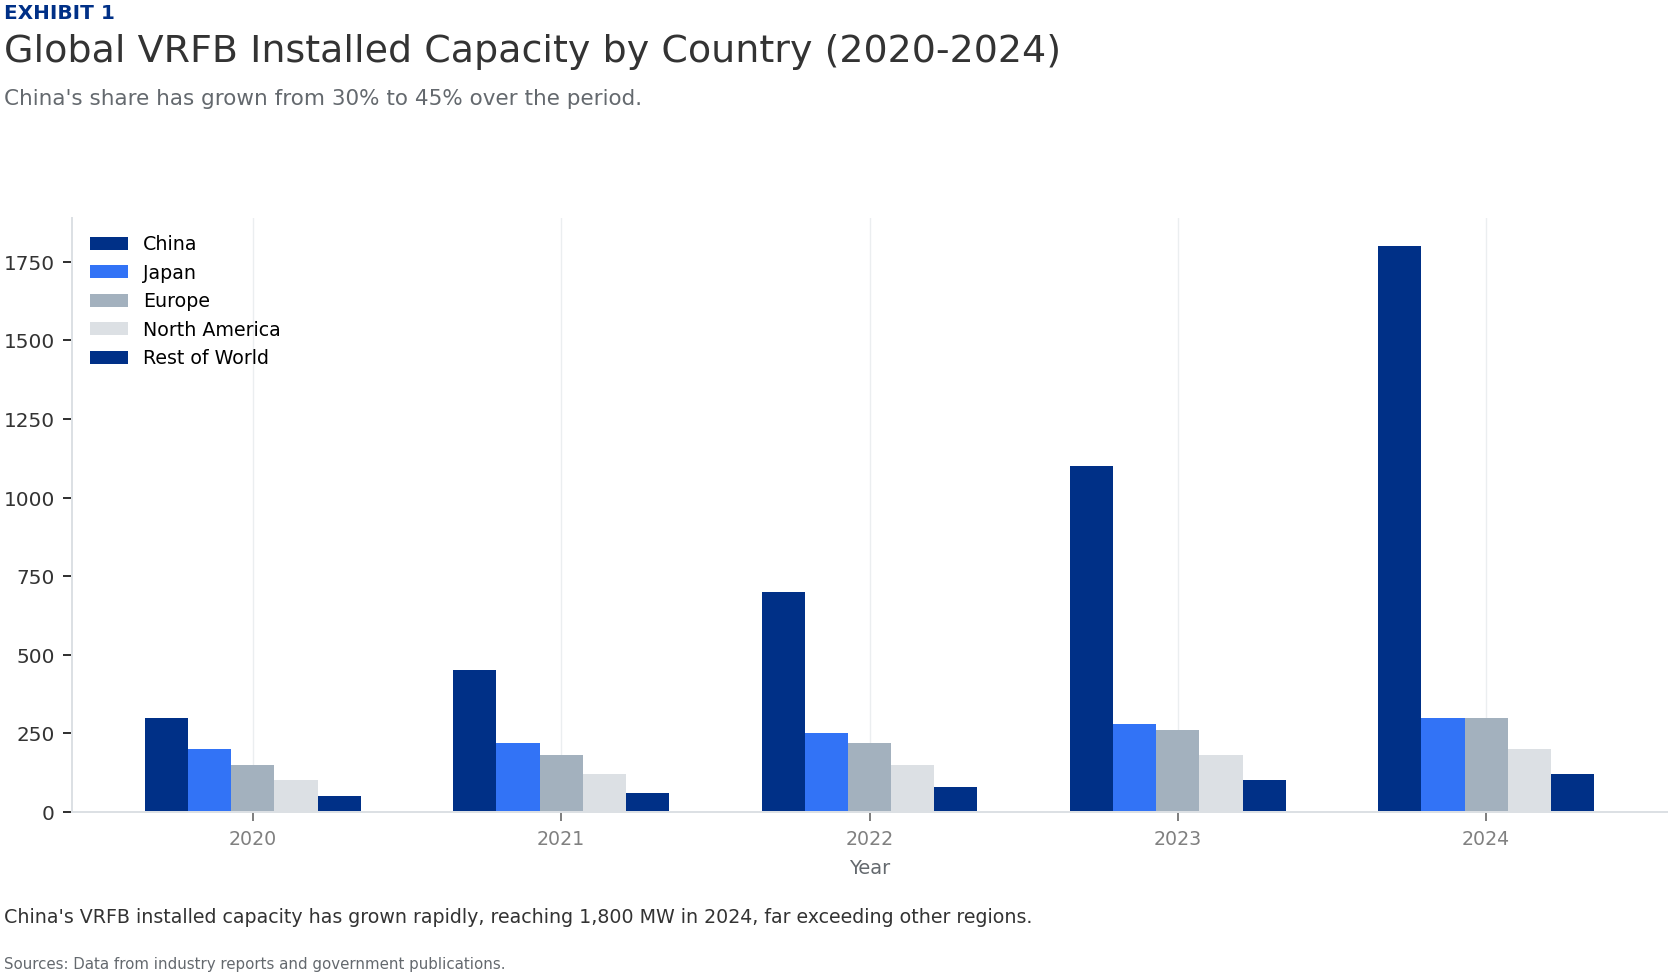 EXHIBIT 1
Global VRFB Installed Capacity by Country (2020-2024)
China's share has grown from 30% to 45% over the period.
China
Japan
Europe
North America
Rest of World
1750
1500
1250
1000
750
500
250
0
2020 2021 2022 2023 2024
Year
China's VRFB installed capacity has grown rapidly, reaching 1,800 MW in 2024, far exceeding other regions.
Sources: Data from industry reports and government publications.